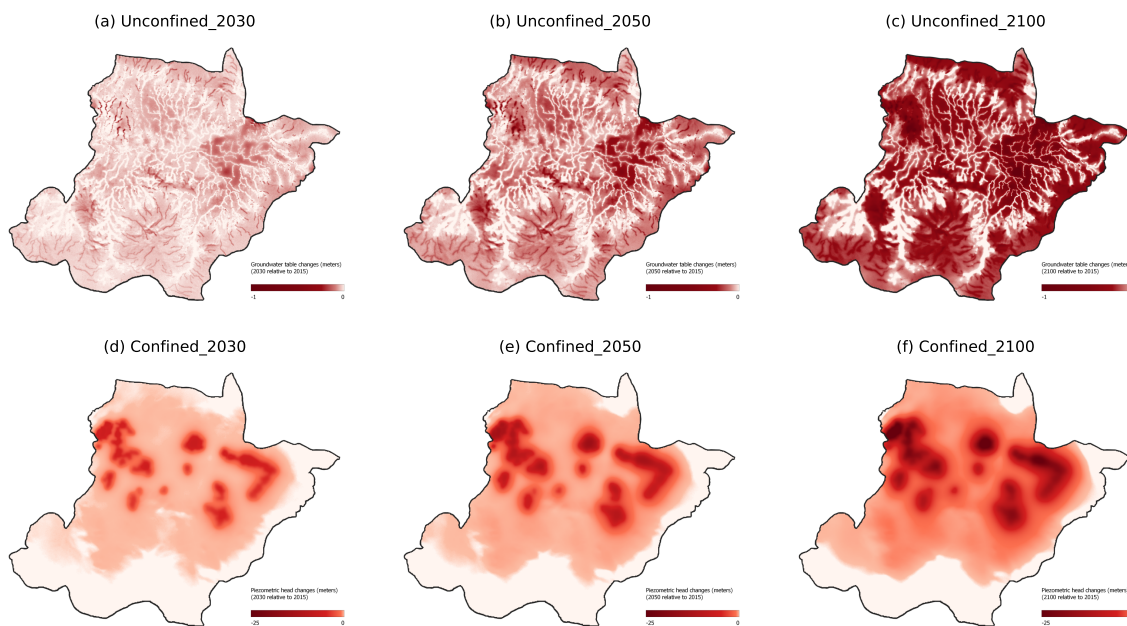 (a) Unconfined_2030
(b) Unconfined_2050
(c) Unconfined_2100
Groundwater table changes (meters)
(2030 relative to 2015)
-1 0
Groundwater table changes (meters)
(2050 relative to 2015)
-1 0
Groundwater table changes (meters)
(2100 relative to 2015)
-1
(d) Confined_2030
(e) Confined_2050
(f) Confined_2100
Piezometric head changes (meters)
(2030 relative to 2015)
-25 0
Piezometric head changes (meters)
(2050 relative to 2015)
-25 0
Piezometric head changes (meters)
(2100 relative to 2015)
-25